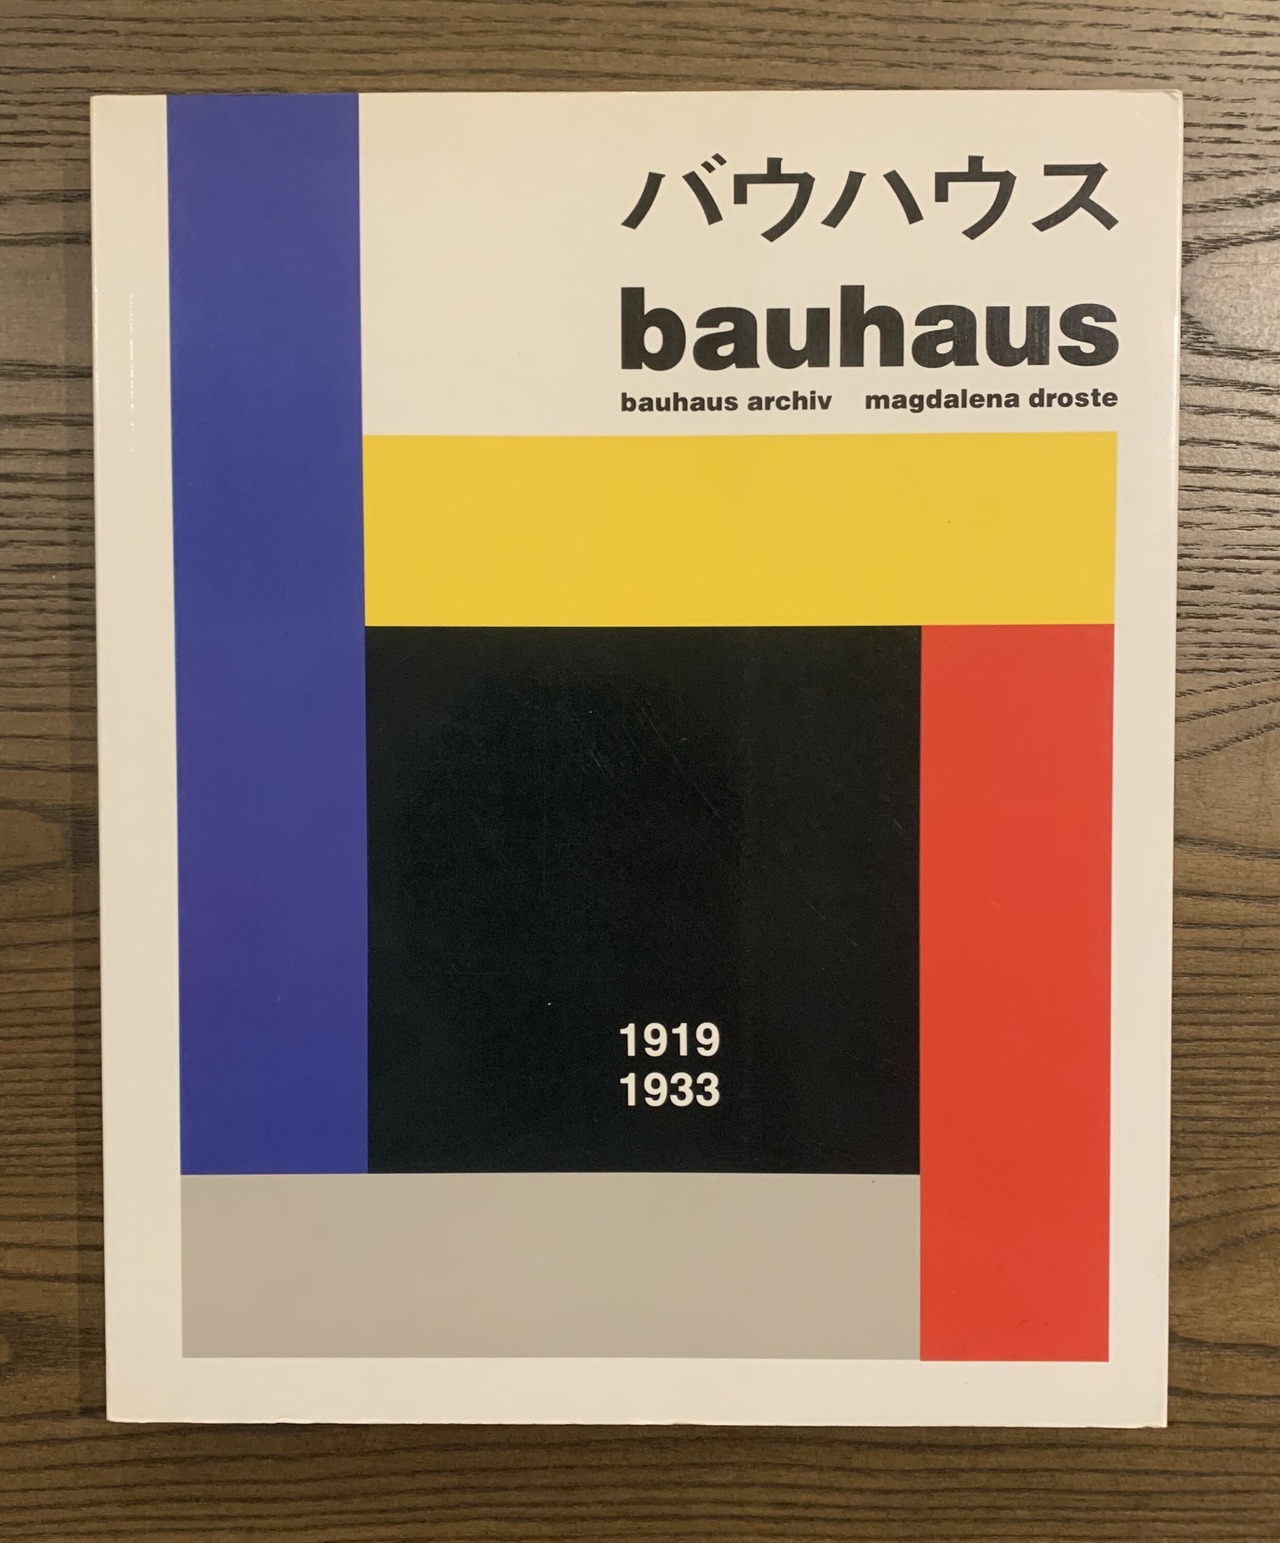 バウハウス
bauhaus
bauhaus archiv magdalena droste
1919
1933